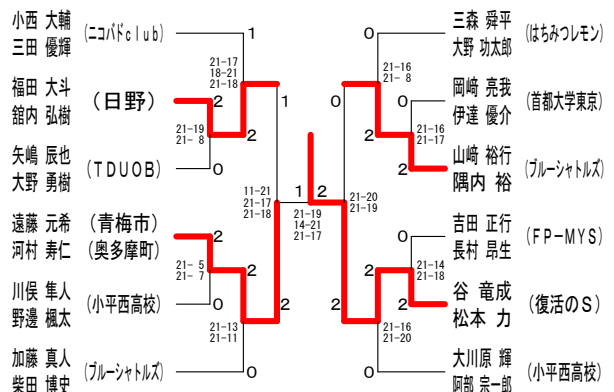 小西 大輔
三田 優輝
(ニコバドclub)
1
21-17
18-21
21-18
福田 大斗
舘内 弘樹
(日野)
2
21-19
21- 8
2
1
矢嶋 辰也
大野 勇樹
(TDUOB)
0
11-21
21-17
21-18
1
遠藤 元希
河村 寿仁
(青梅市)
(奥多摩町)
2
21- 5
21- 7
2
2
川俣 隼人
野邊 楓太
(小平西高校)
0
21-13
21-11
加藤 真人
柴田 博史
(ブルーシャトルズ)
0
2
21-19
14-21
21-17
三森 舜平
大野 功太郎
(はちみつレモン)
0
21-16
21- 8
0
岡﨑 亮我
伊達 優介
(首都大学東京)
0
21-16
21-17
2
山﨑 裕行
隅内 裕
(ブルーシャトルズ)
2
21-20
21-19
吉田 正行
長村 昂生
(FP-MYS)
0
21-14
21-18
2
2
谷 竜成
松本 力
(復活のS)
2
21-16
21-20
大川原 輝
阿部 宗一郎
(小平西高校)
0